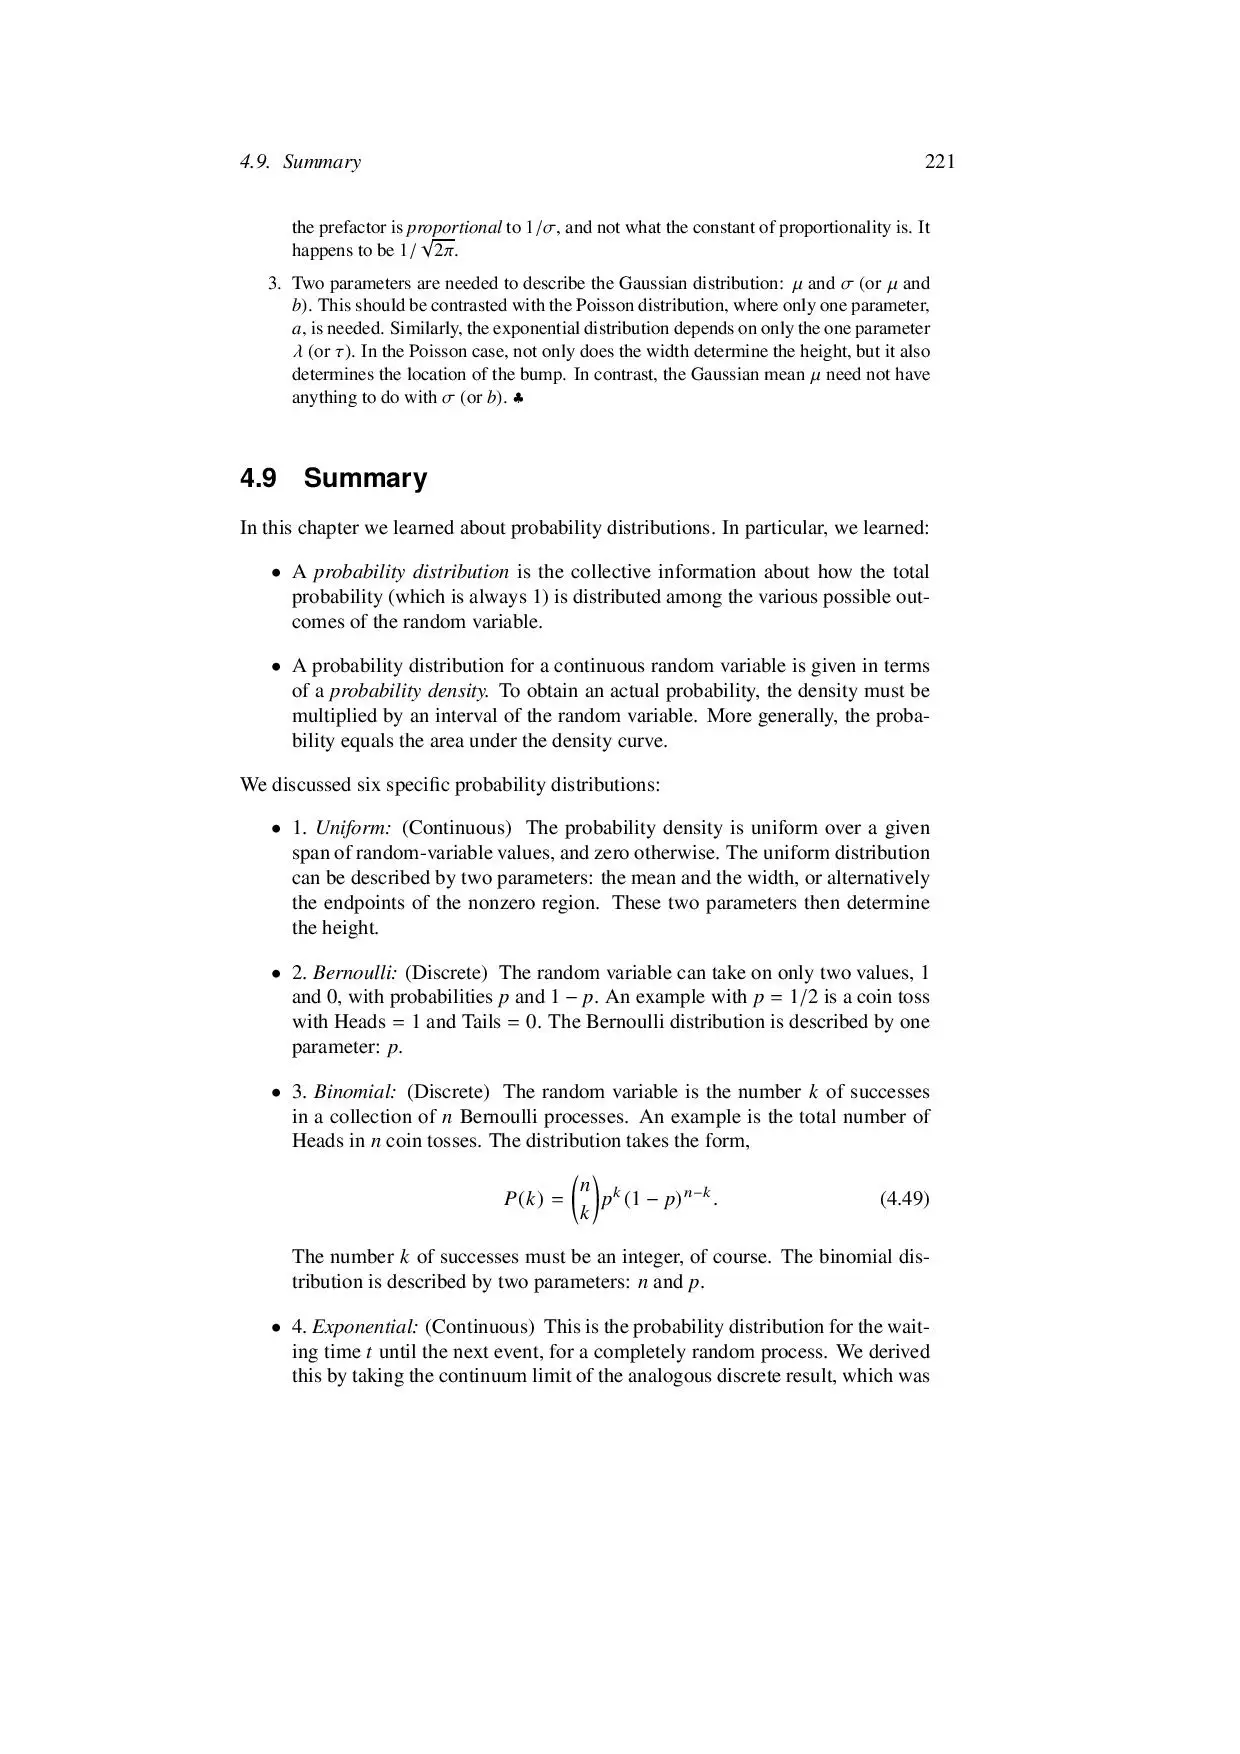 4.9. Summary 221
the prefactor is proportional to 1/σ, and not what the constant of proportionality is. It
happens to be 1/√2π.
3. Two parameters are needed to describe the Gaussian distribution: μ and σ (or μ and
b). This should be contrasted with the Poisson distribution, where only one parameter,
a, is needed. Similarly, the exponential distribution depends on only the one parameter
λ (or τ). In the Poisson case, not only does the width determine the height, but it also
determines the location of the bump. In contrast, the Gaussian mean μ need not have
anything to do with σ (or b). ♣
4.9 Summary
In this chapter we learned about probability distributions. In particular, we learned:
• A probability distribution is the collective information about how the total
probability (which is always 1) is distributed among the various possible out-
comes of the random variable.
• A probability distribution for a continuous random variable is given in terms
of a probability density. To obtain an actual probability, the density must be
multiplied by an interval of the random variable. More generally, the proba-
bility equals the area under the density curve.
We discussed six specific probability distributions:
• 1. Uniform: (Continuous) The probability density is uniform over a given
span of random-variable values, and zero otherwise. The uniform distribution
can be described by two parameters: the mean and the width, or alternatively
the endpoints of the nonzero region. These two parameters then determine
the height.
• 2. Bernoulli: (Discrete) The random variable can take on only two values, 1
and 0, with probabilities p and 1 − p. An example with p = 1/2 is a coin toss
with Heads = 1 and Tails = 0. The Bernoulli distribution is described by one
parameter: p.
• 3. Binomial: (Discrete) The random variable is the number k of successes
in a collection of n Bernoulli processes. An example is the total number of
Heads in n coin tosses. The distribution takes the form,
P(k) = (n k) p^k (1 − p)^{n−k}. (4.49)
The number k of successes must be an integer, of course. The binomial dis-
tribution is described by two parameters: n and p.
• 4. Exponential: (Continuous) This is the probability distribution for the wait-
ing time t until the next event, for a completely random process. We derived
this by taking the continuum limit of the analogous discrete result, which was